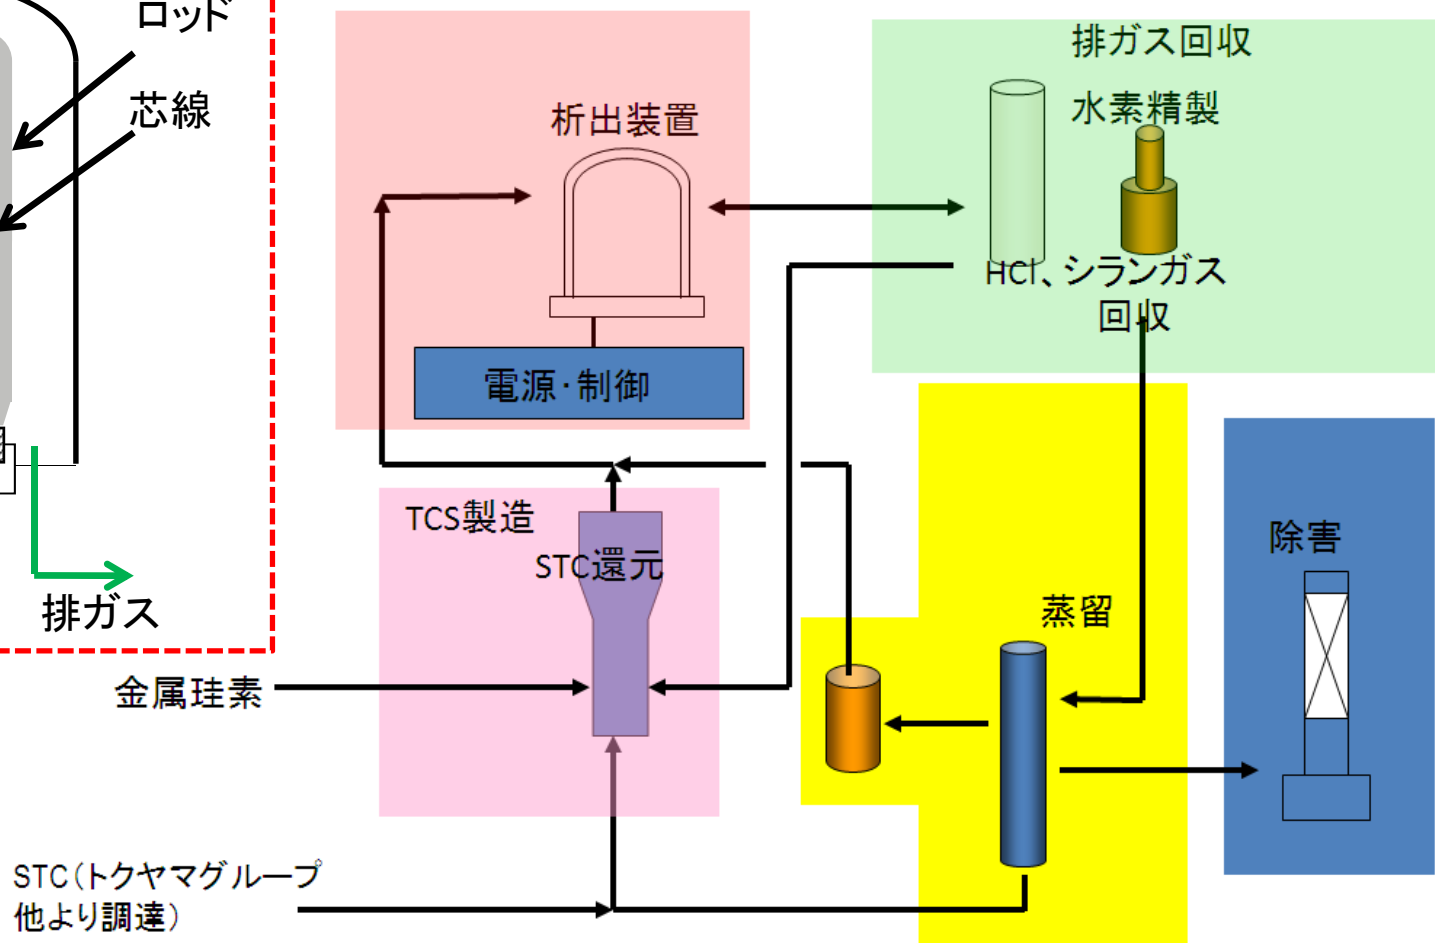 ロッド
芯線
排ガス
析出装置
電源・制御
排ガス回収
水素精製
HCl、シランガス
回収
TCS製造
STC還元
除害
蒸留
金属珪素
STC(トクヤマグループ
他より調達)